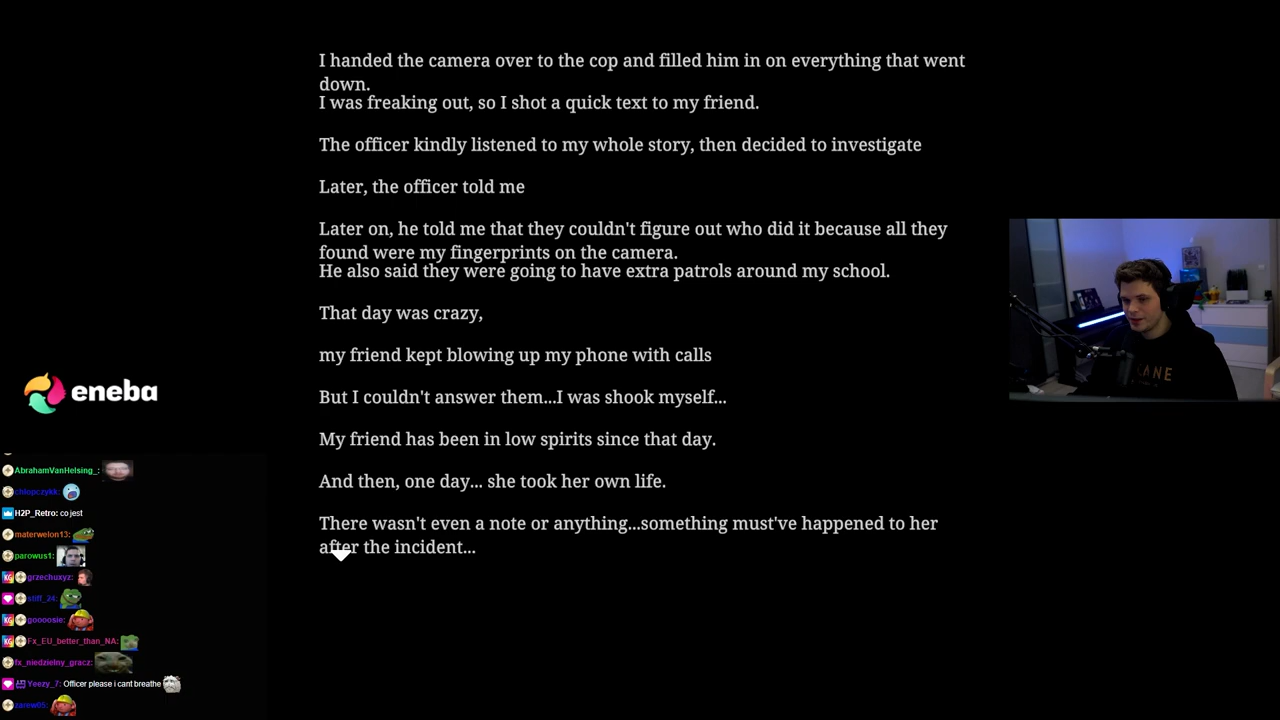 I handed the camera over to the cop and filled him in on everything that went
down.
I was freaking out, so I shot a quick text to my friend.
The officer kindly listened to my whole story, then decided to investigate
Later, the officer told me
Later on, he told me that they couldn't figure out who did it because all they
found were my fingerprints on the camera.
He also said they were going to have extra patrols around my school.
That day was crazy,
my friend kept blowing up my phone with calls
But I couldn't answer them...I was shook myself...
My friend has been in low spirits since that day.
And then, one day... she took her own life.
There wasn't even a note or anything...something must've happened to her
after the incident...
eneba
AbrahamVanHelsing_:
chlopczykk:
H2P_Retro: co jest
materwelon13:
parowus1:
grzechuxyz:
stiff_24:
goooosie:
Fx_EU_better_than_NA:
fx_niedzielny_gracz:
Yeezy_7: Officer please i cant breathe
zarew05: